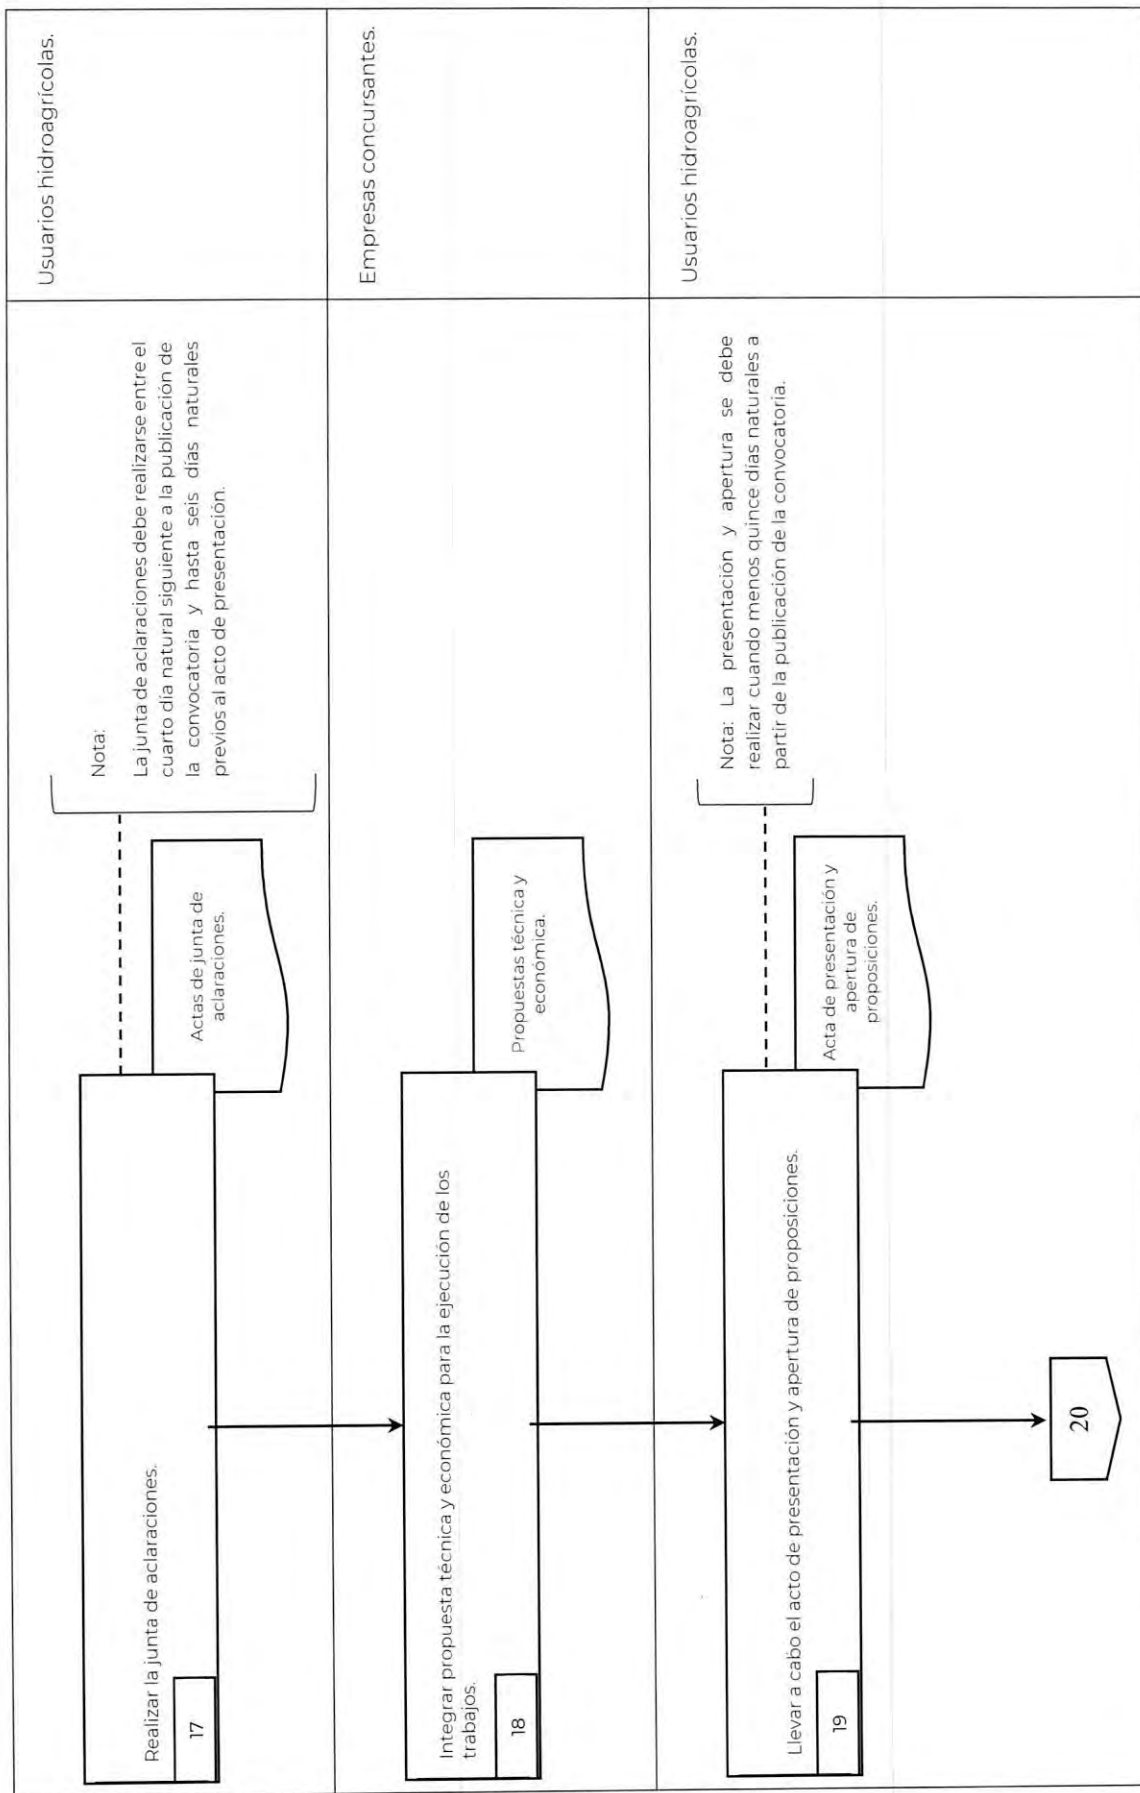 Realizar la junta de aclaraciones.
17
Actas de junta de
aclaraciones.
Nota:
La junta de aclaraciones debe realizarse entre el
cuarto día natural siguiente a la publicación de
la convocatoria y hasta seis días naturales
previos al acto de presentación.
Usuarios hidroagrícolas.
Integrar propuesta técnica y económica para la ejecución de los
trabajos.
18
Propuestas técnica y
económica.
Empresas concursantes.
Llevar a cabo el acto de presentación y apertura de proposiciones.
19
Acta de presentación y
apertura de
proposiciones.
Nota: La presentación y apertura se debe
realizar cuando menos quince días naturales a
partir de la publicación de la convocatoria.
Usuarios hidroagrícolas.
20